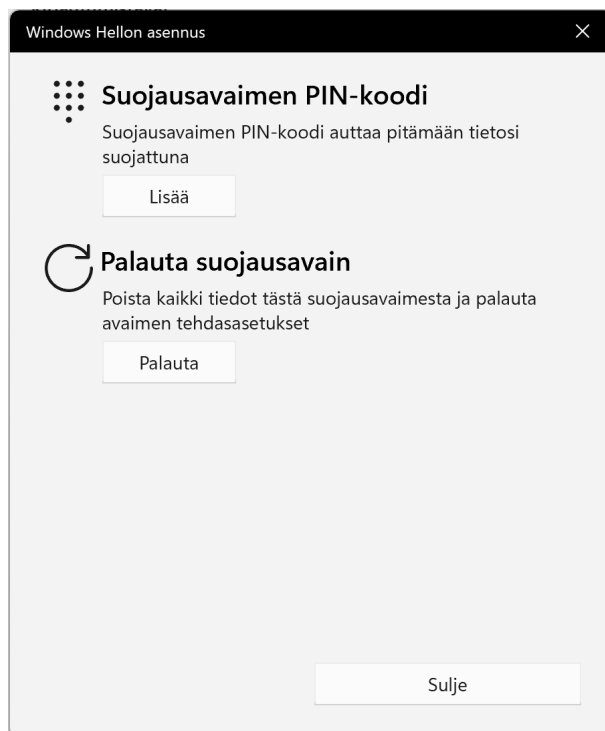 Windows Hellon asennus
Suojausavaimen PIN-koodi
Suojausavaimen PIN-koodi auttaa pitämään tietosi
suojattuna
Lisää
Palauta suojausavain
Poista kaikki tiedot tästä suojausavaimesta ja palauta
avaimen tehdasasetukset
Palauta
Sulje